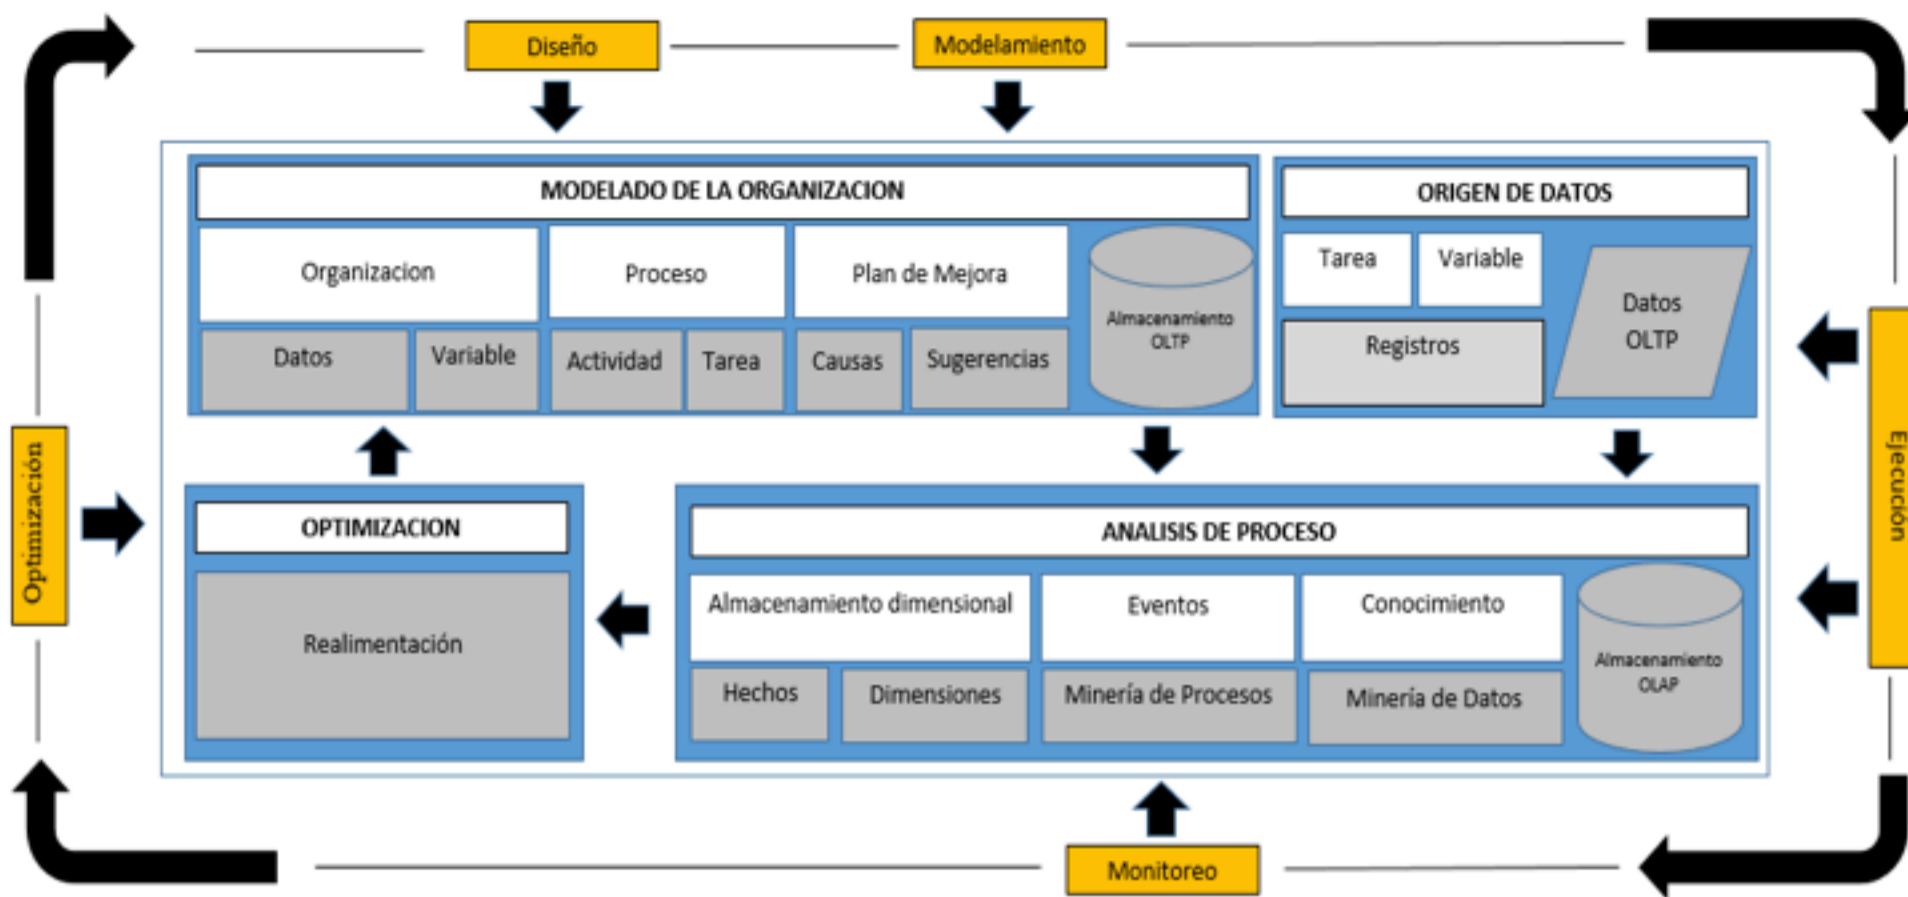 Diseño
Modelamiento
MODELADO DE LA ORGANIZACION
Organizacion
Proceso
Plan de Mejora
Almacenamiento
OLTP
Datos
Variable
Actividad
Tarea
Causas
Sugerencias
ORIGEN DE DATOS
Tarea
Variable
Registros
Datos
OLTP
Optimización
Ejecución
OPTIMIZACION
Realimentación
ANALISIS DE PROCESO
Almacenamiento dimensional
Eventos
Conocimiento
Almacenamiento
OLAP
Hechos
Dimensiones
Minería de Procesos
Minería de Datos
Monitoreo